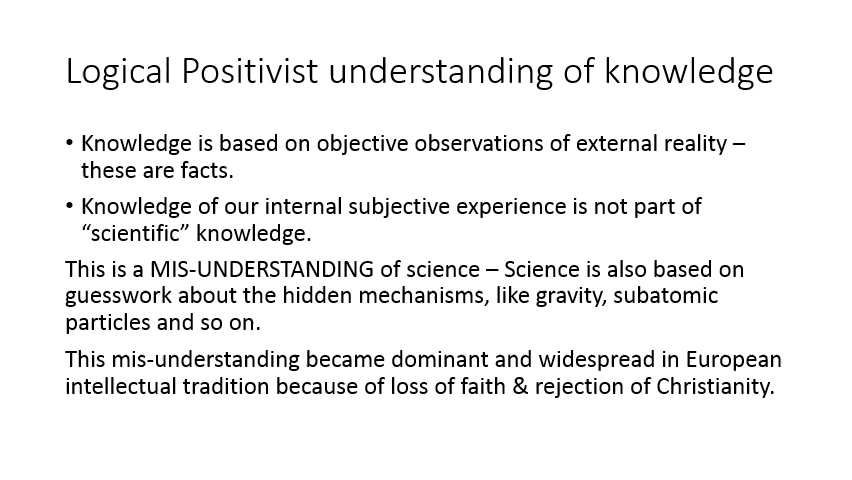 Logical Positivist understanding of knowledge
• Knowledge is based on objective observations of external reality –
these are facts.
• Knowledge of our internal subjective experience is not part of
“scientific” knowledge.
This is a MIS-UNDERSTANDING of science – Science is also based on
guesswork about the hidden mechanisms, like gravity, subatomic
particles and so on.
This mis-understanding became dominant and widespread in European
intellectual tradition because of loss of faith & rejection of Christianity.